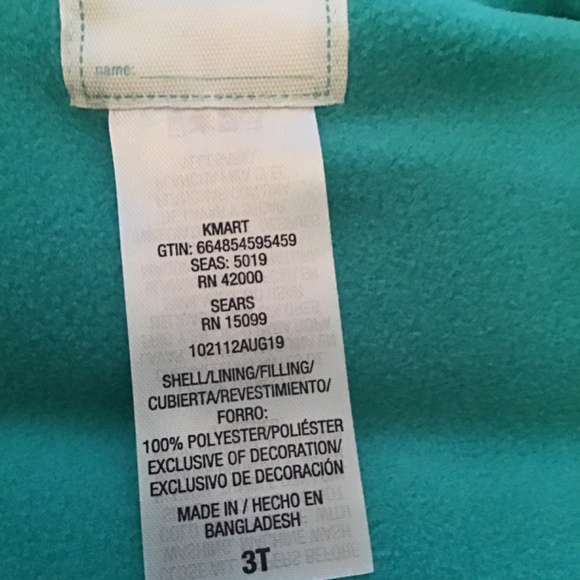 name:
KMART
GTIN: 664854595459
SEAS: 5019
RN 42000
SEARS
RN 15099
102112AUG19
SHELL/LINING/FILLING/
CUBIERTA/REVESTIMIENTO/
FORRO:
100% POLYESTER/POLIÉSTER
EXCLUSIVE OF DECORATION/
EXCLUSIVO DE DECORACIÓN
MADE IN / HECHO EN
BANGLADESH
3T